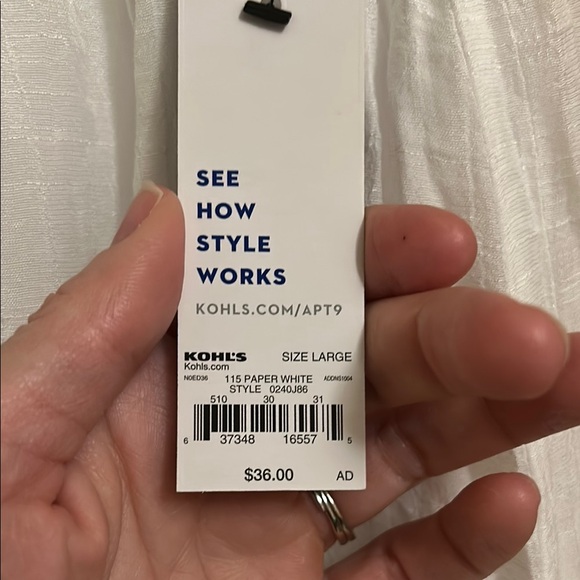 SEE
HOW
STYLE
WORKS
KOHLS.COM/APT9
KOHL'S SIZE LARGE
Kohls.com
N0ED36 115 PAPER WHITE ADDNS1554
STYLE 0240J86
510 30 31
6 37348 16557 5
$36.00 AD